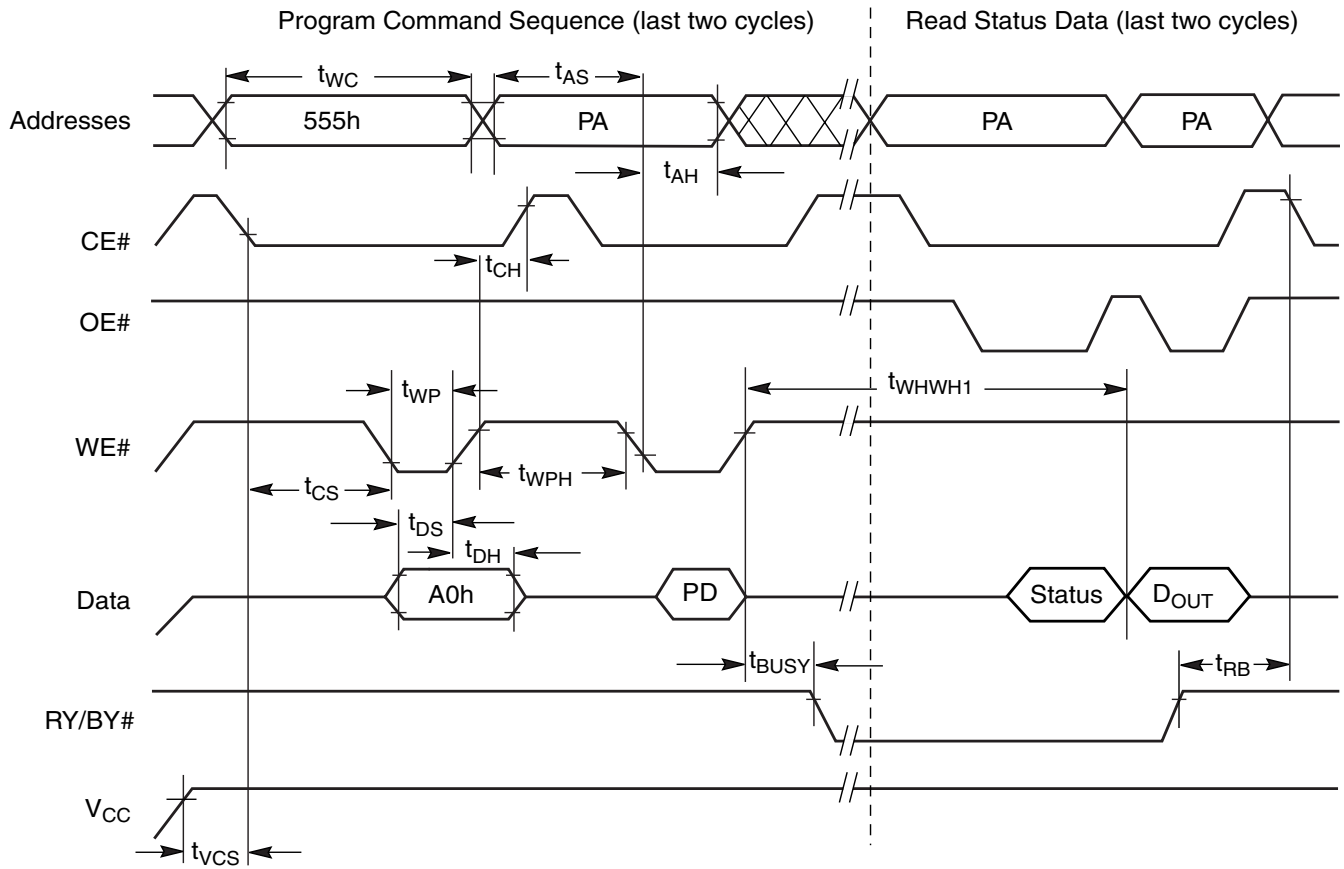 Program Command Sequence (last two cycles)
Read Status Data (last two cycles)
tWC
tAS
Addresses
555h
PA
PA
PA
tAH
CE#
tCH
OE#
tWP
tWHWH1
WE#
tCS
tWPH
tDS
tDH
Data
A0h
PD
Status
DOUT
tBUSY
tRB
RY/BY#
VCC
tVCS